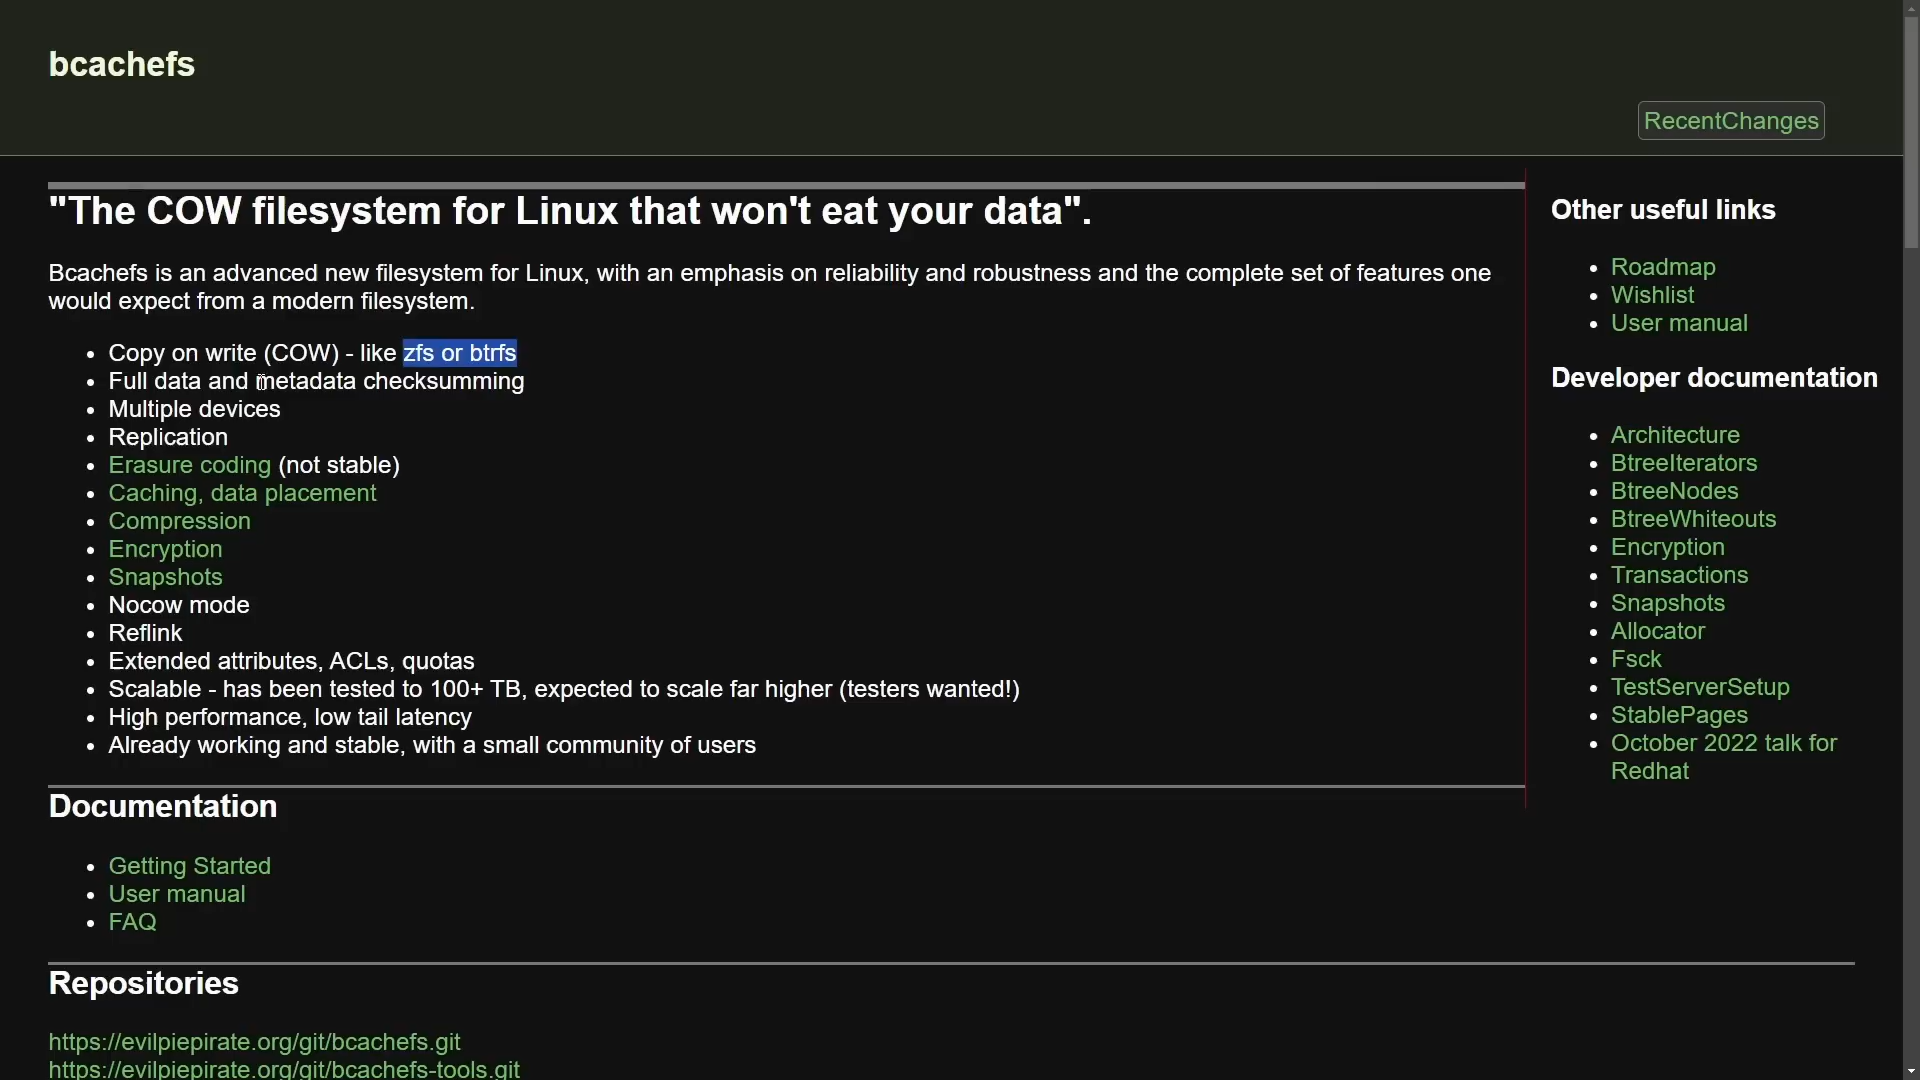 bcachefs
RecentChanges
"The COW filesystem for Linux that won't eat your data".
Bcachefs is an advanced new filesystem for Linux, with an emphasis on reliability and robustness and the complete set of features one
would expect from a modern filesystem.
Copy on write (COW) - like zfs or btrfs
Full data and metadata checksumming
Multiple devices
Replication
Erasure coding (not stable)
Caching, data placement
Compression
Encryption
Snapshots
Nocow mode
Reflink
Extended attributes, ACLs, quotas
Scalable - has been tested to 100+ TB, expected to scale far higher (testers wanted!)
High performance, low tail latency
Already working and stable, with a small community of users
Documentation
Getting Started
User manual
FAQ
Repositories
https://evilpiepirate.org/git/bcachefs.git
https://evilpiepirate.org/git/bcachefs-tools.git
Other useful links
Roadmap
Wishlist
User manual
Developer documentation
Architecture
BtreeIterators
BtreeNodes
BtreeWhiteouts
Encryption
Transactions
Snapshots
Allocator
Fsck
TestServerSetup
StablePages
October 2022 talk for
Redhat